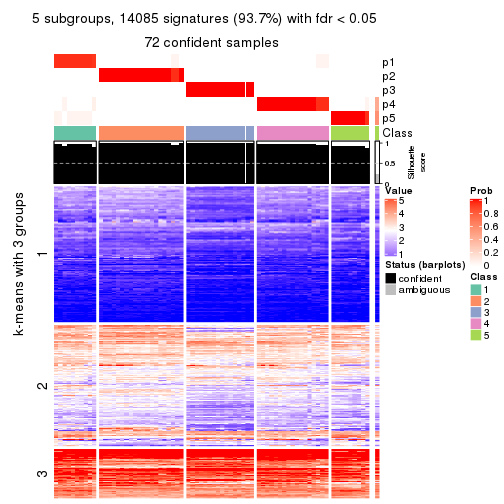 5 subgroups, 14085 signatures (93.7%) with fdr < 0.05
72 confident samples
p1
p2
p3
p4
p5
Class
1
0.5
0
Silhouette
score
k-means with 3 groups
1
2
3
Value
5
4
3
2
1
Status (barplots)
confident
ambiguous
Prob
1
0.8
0.6
0.4
0.2
0
Class
1
2
3
4
5